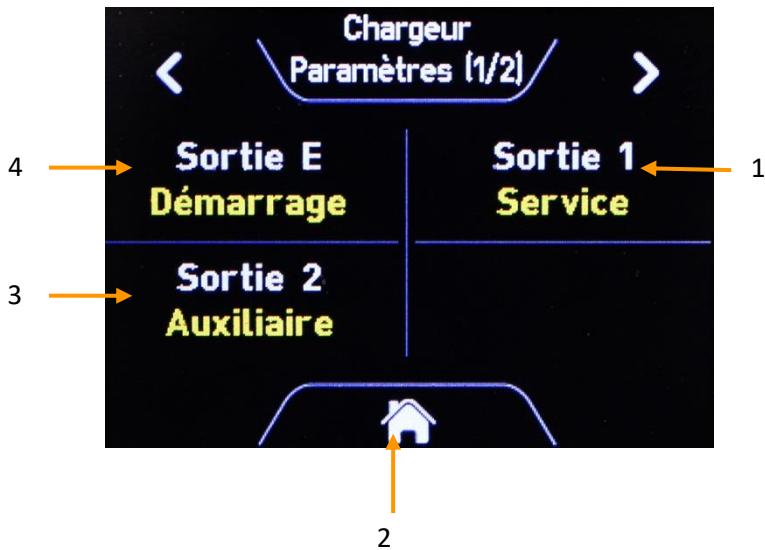 Chargeur
Paramètres (1/2)
4
Sortie E
Démarrage
Sortie 1
Service
1
3
Sortie 2
Auxiliaire
2